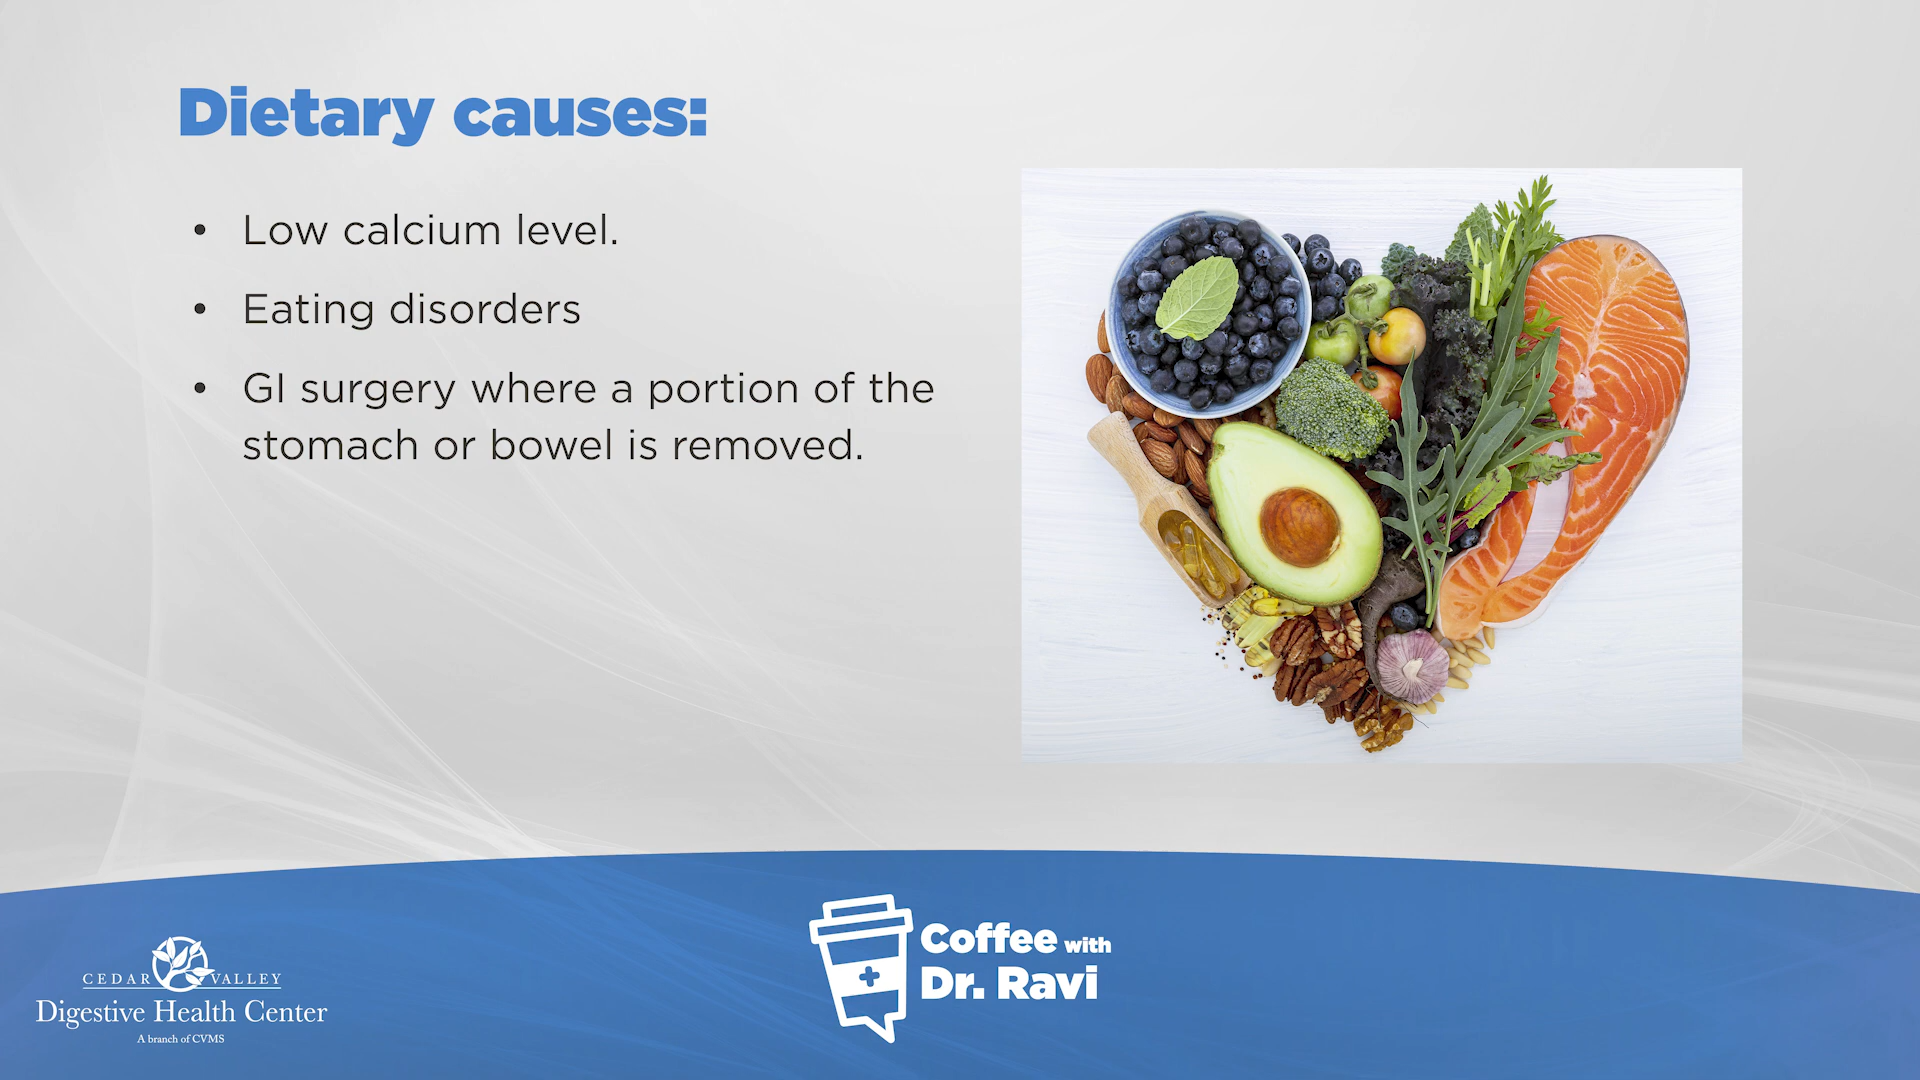 Dietary causes:
• Low calcium level.
• Eating disorders
• GI surgery where a portion of the
stomach or bowel is removed.
CEDAR VALLEY
Digestive Health Center
A branch of CVMS
Coffee with
Dr. Ravi